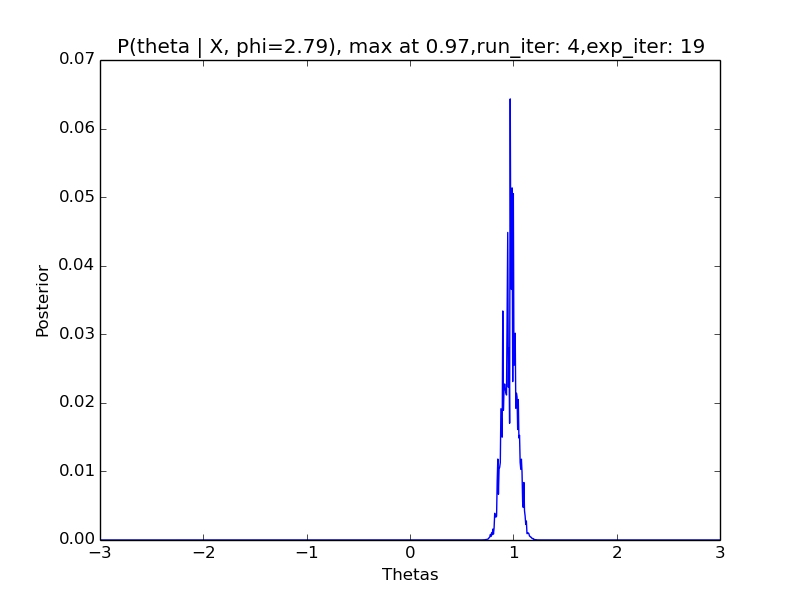 P(theta | X, phi=2.79), max at 0.97,run_iter: 4,exp_iter: 19
0.07
0.06
0.05
0.04
0.03
0.02
0.01
0.00
Posterior
−3 −2 −1 0 1 2 3
Thetas